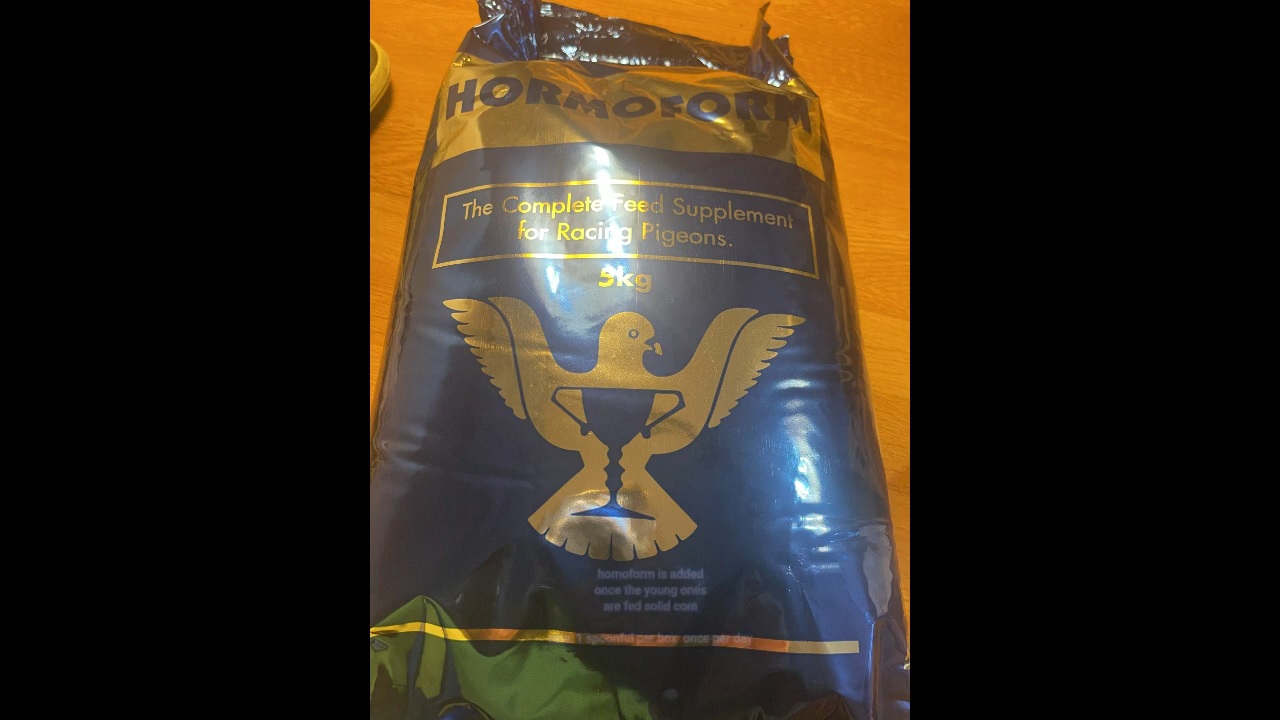 HORMOFORM
The Complete Feed Supplement
for Racing Pigeons.
5kg
homoform is added
once the young ones
are fed solid corn
1 spoonful per box once per day